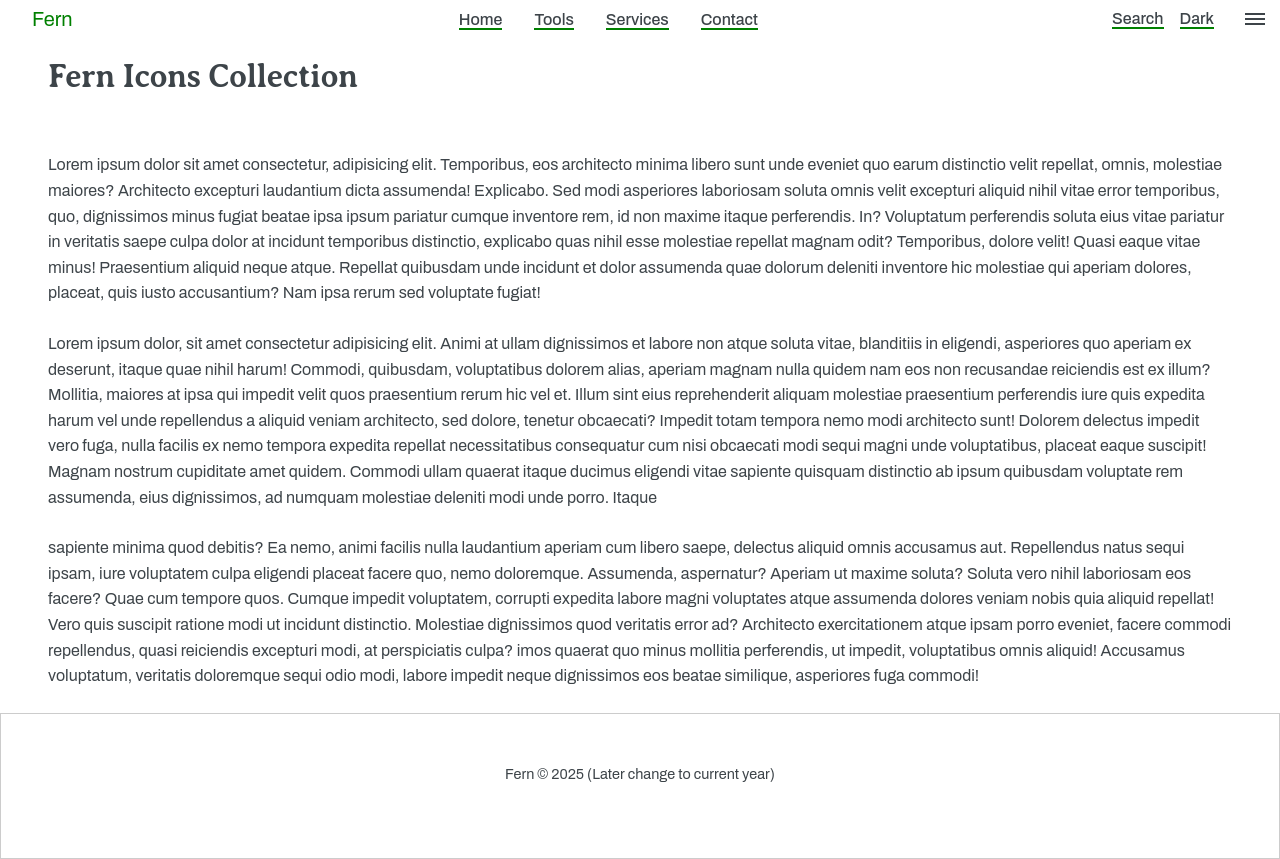 Fern
Home Tools Services Contact
Search Dark
Fern Icons Collection
Lorem ipsum dolor sit amet consectetur, adipisicing elit. Temporibus, eos architecto minima libero sunt unde eveniet quo earum distinctio velit repellat, omnis, molestiae
maiores? Architecto excepturi laudantium dicta assumenda! Explicabo. Sed modi asperiores laboriosam soluta omnis velit excepturi aliquid nihil vitae error temporibus,
quo, dignissimos minus fugiat beatae ipsa ipsum pariatur cumque inventore rem, id non maxime itaque perferendis. In? Voluptatum perferendis soluta eius vitae pariatur
in veritatis saepe culpa dolor at incidunt temporibus distinctio, explicabo quas nihil esse molestiae repellat magnam odit? Temporibus, dolore velit! Quasi eaque vitae
minus! Praesentium aliquid neque atque. Repellat quibusdam unde incidunt et dolor assumenda quae dolorum deleniti inventore hic molestiae qui aperiam dolores,
placeat, quis iusto accusantium? Nam ipsa rerum sed voluptate fugiat!
Lorem ipsum dolor, sit amet consectetur adipisicing elit. Animi at ullam dignissimos et labore non atque soluta vitae, blanditiis in eligendi, asperiores quo aperiam ex
deserunt, itaque quae nihil harum! Commodi, quibusdam, voluptatibus dolorem alias, aperiam magnam nulla quidem nam eos non recusandae reiciendis est ex illum?
Mollitia, maiores at ipsa qui impedit velit quos praesentium rerum hic vel et. Illum sint eius reprehenderit aliquam molestiae praesentium perferendis iure quis expedita
harum vel unde repellendus a aliquid veniam architecto, sed dolore, tenetur obcaecati? Impedit totam tempora nemo modi architecto sunt! Dolorem delectus impedit
vero fuga, nulla facilis ex nemo tempora expedita repellat necessitatibus consequatur cum nisi obcaecati modi sequi magni unde voluptatibus, placeat eaque suscipit!
Magnam nostrum cupiditate amet quidem. Commodi ullam quaerat itaque ducimus eligendi vitae sapiente quisquam distinctio ab ipsum quibusdam voluptate rem
assumenda, eius dignissimos, ad numquam molestiae deleniti modi unde porro. Itaque
sapiente minima quod debitis? Ea nemo, animi facilis nulla laudantium aperiam cum libero saepe, delectus aliquid omnis accusamus aut. Repellendus natus sequi
ipsam, iure voluptatem culpa eligendi placeat facere quo, nemo doloremque. Assumenda, aspernatur? Aperiam ut maxime soluta? Soluta vero nihil laboriosam eos
facere? Quae cum tempore quos. Cumque impedit voluptatem, corrupti expedita labore magni voluptates atque assumenda dolores veniam nobis quia aliquid repellat!
Vero quis suscipit ratione modi ut incidunt distinctio. Molestiae dignissimos quod veritatis error ad? Architecto exercitationem atque ipsam porro eveniet, facere commodi
repellendus, quasi reiciendis excepturi modi, at perspiciatis culpa? imos quaerat quo minus mollitia perferendis, ut impedit, voluptatibus omnis aliquid! Accusamus
voluptatum, veritatis doloremque sequi odio modi, labore impedit neque dignissimos eos beatae similique, asperiores fuga commodi!
Fern © 2025 (Later change to current year)